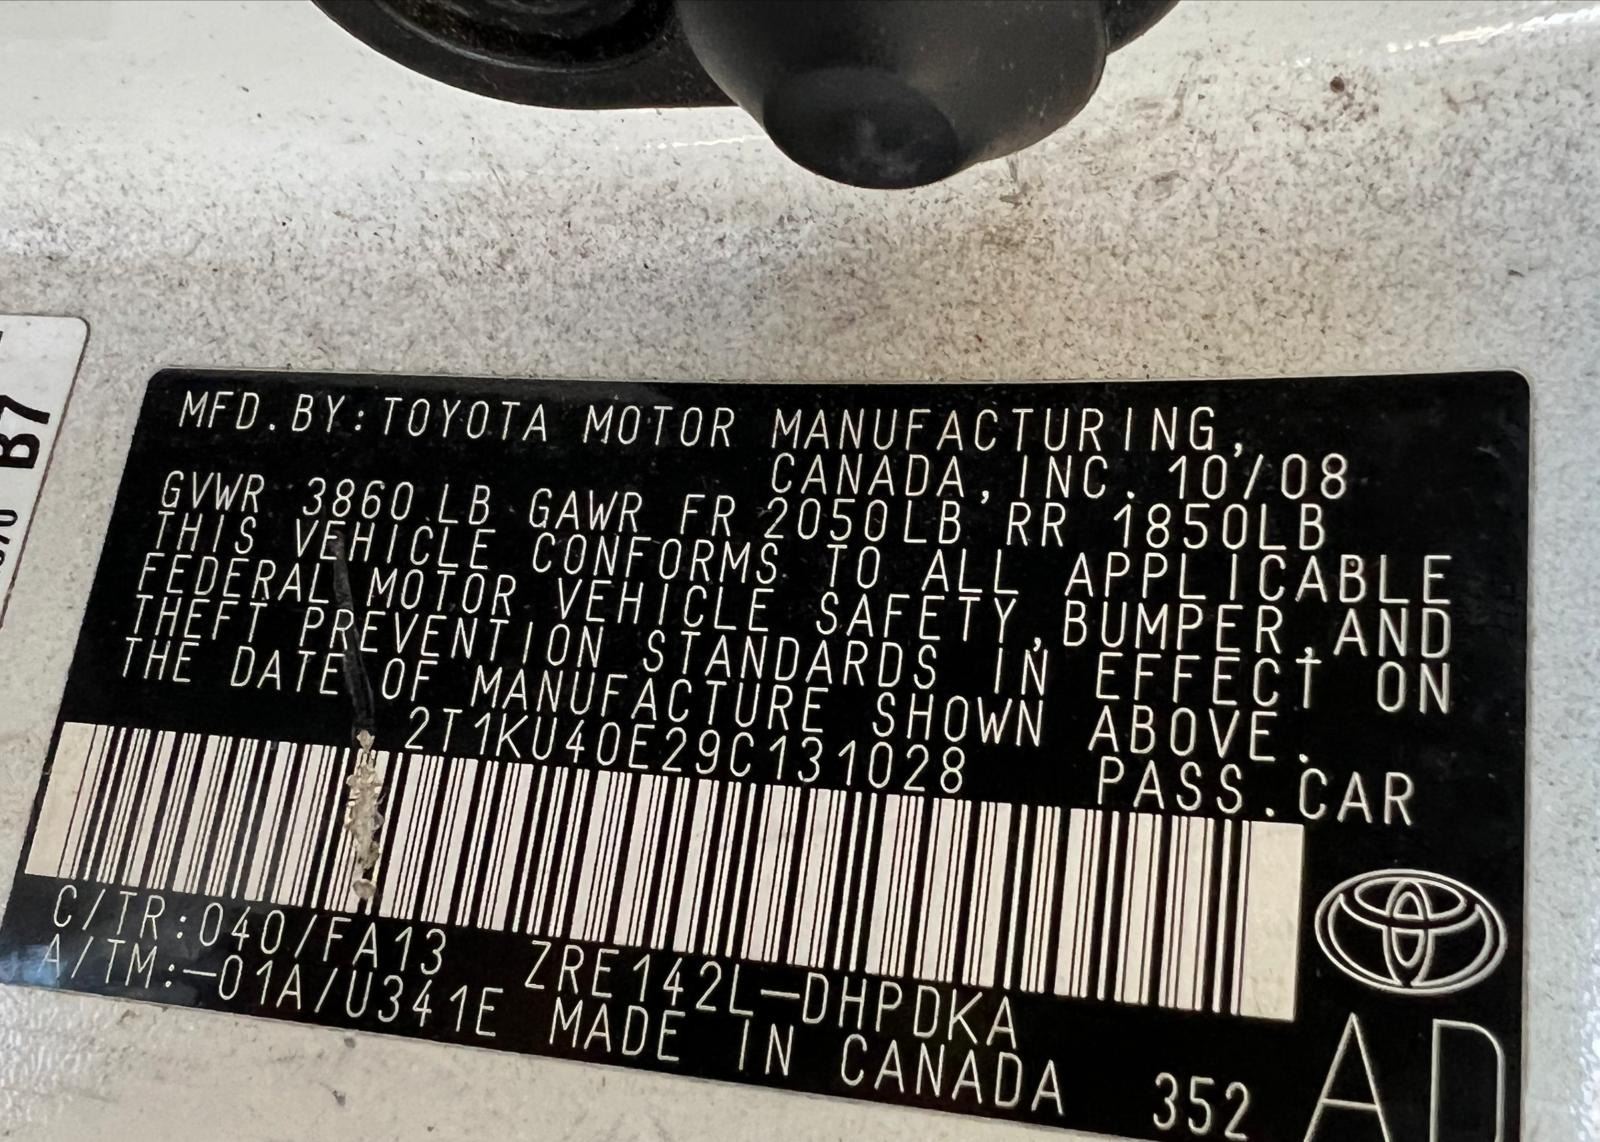 B7
MFD.BY:TOYOTA MOTOR MANUFACTURING,
CANADA, INC. 10/08
GVWR 3860 LB GAWR FR 2050LB RR 1850LB
THIS VEHICLE CONFORMS TO ALL APPLICABLE
FEDERAL MOTOR VEHICLE SAFETY, BUMPER, AND
THEFT PREVENTION STANDARDS IN EFFECT ON
THE DATE OF MANUFACTURE SHOWN ABOVE.
2T1KU40E29C131028 PASS.CAR
C/TR:040/FA13 ZRE142L-DHPDKA
A/TM:-01A/U341E MADE IN CANADA 352 AD